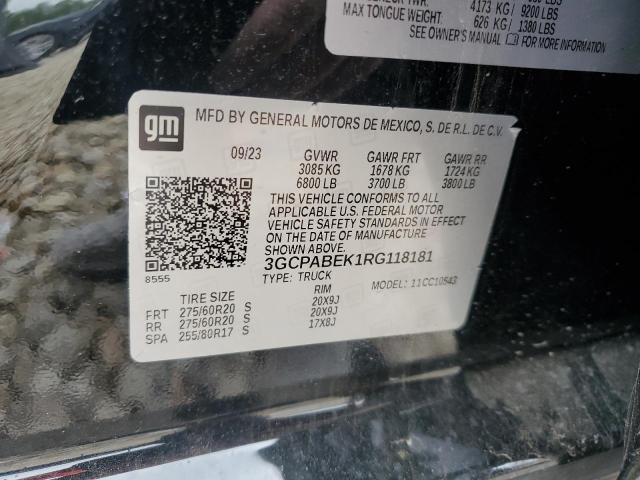 4173 KG/ 9200 LBS
MAX TONGUE WEIGHT: 626 KG/ 1380 LBS
SEE OWNER'S MANUAL FOR MORE INFORMATION
gm
MFD BY GENERAL MOTORS DE MEXICO, S. DE R.L. DE C.V.
09/23 GVWR GAWR FRT GAWR RR
3085 KG 1678 KG 1724 KG
6800 LB 3700 LB 3800 LB
THIS VEHICLE CONFORMS TO ALL
APPLICABLE U.S. FEDERAL MOTOR
VEHICLE SAFETY STANDARDS IN EFFECT
ON THE DATE OF MANUFACTURE SHOWN ABOVE.
3GCPABEK1RG118181
8555
TYPE: TRUCK MODEL: 11CC10543
TIRE SIZE RIM
FRT 275/60R20 S 20X9J
RR 275/60R20 S 20X9J
SPA 255/80R17 S 17X8J